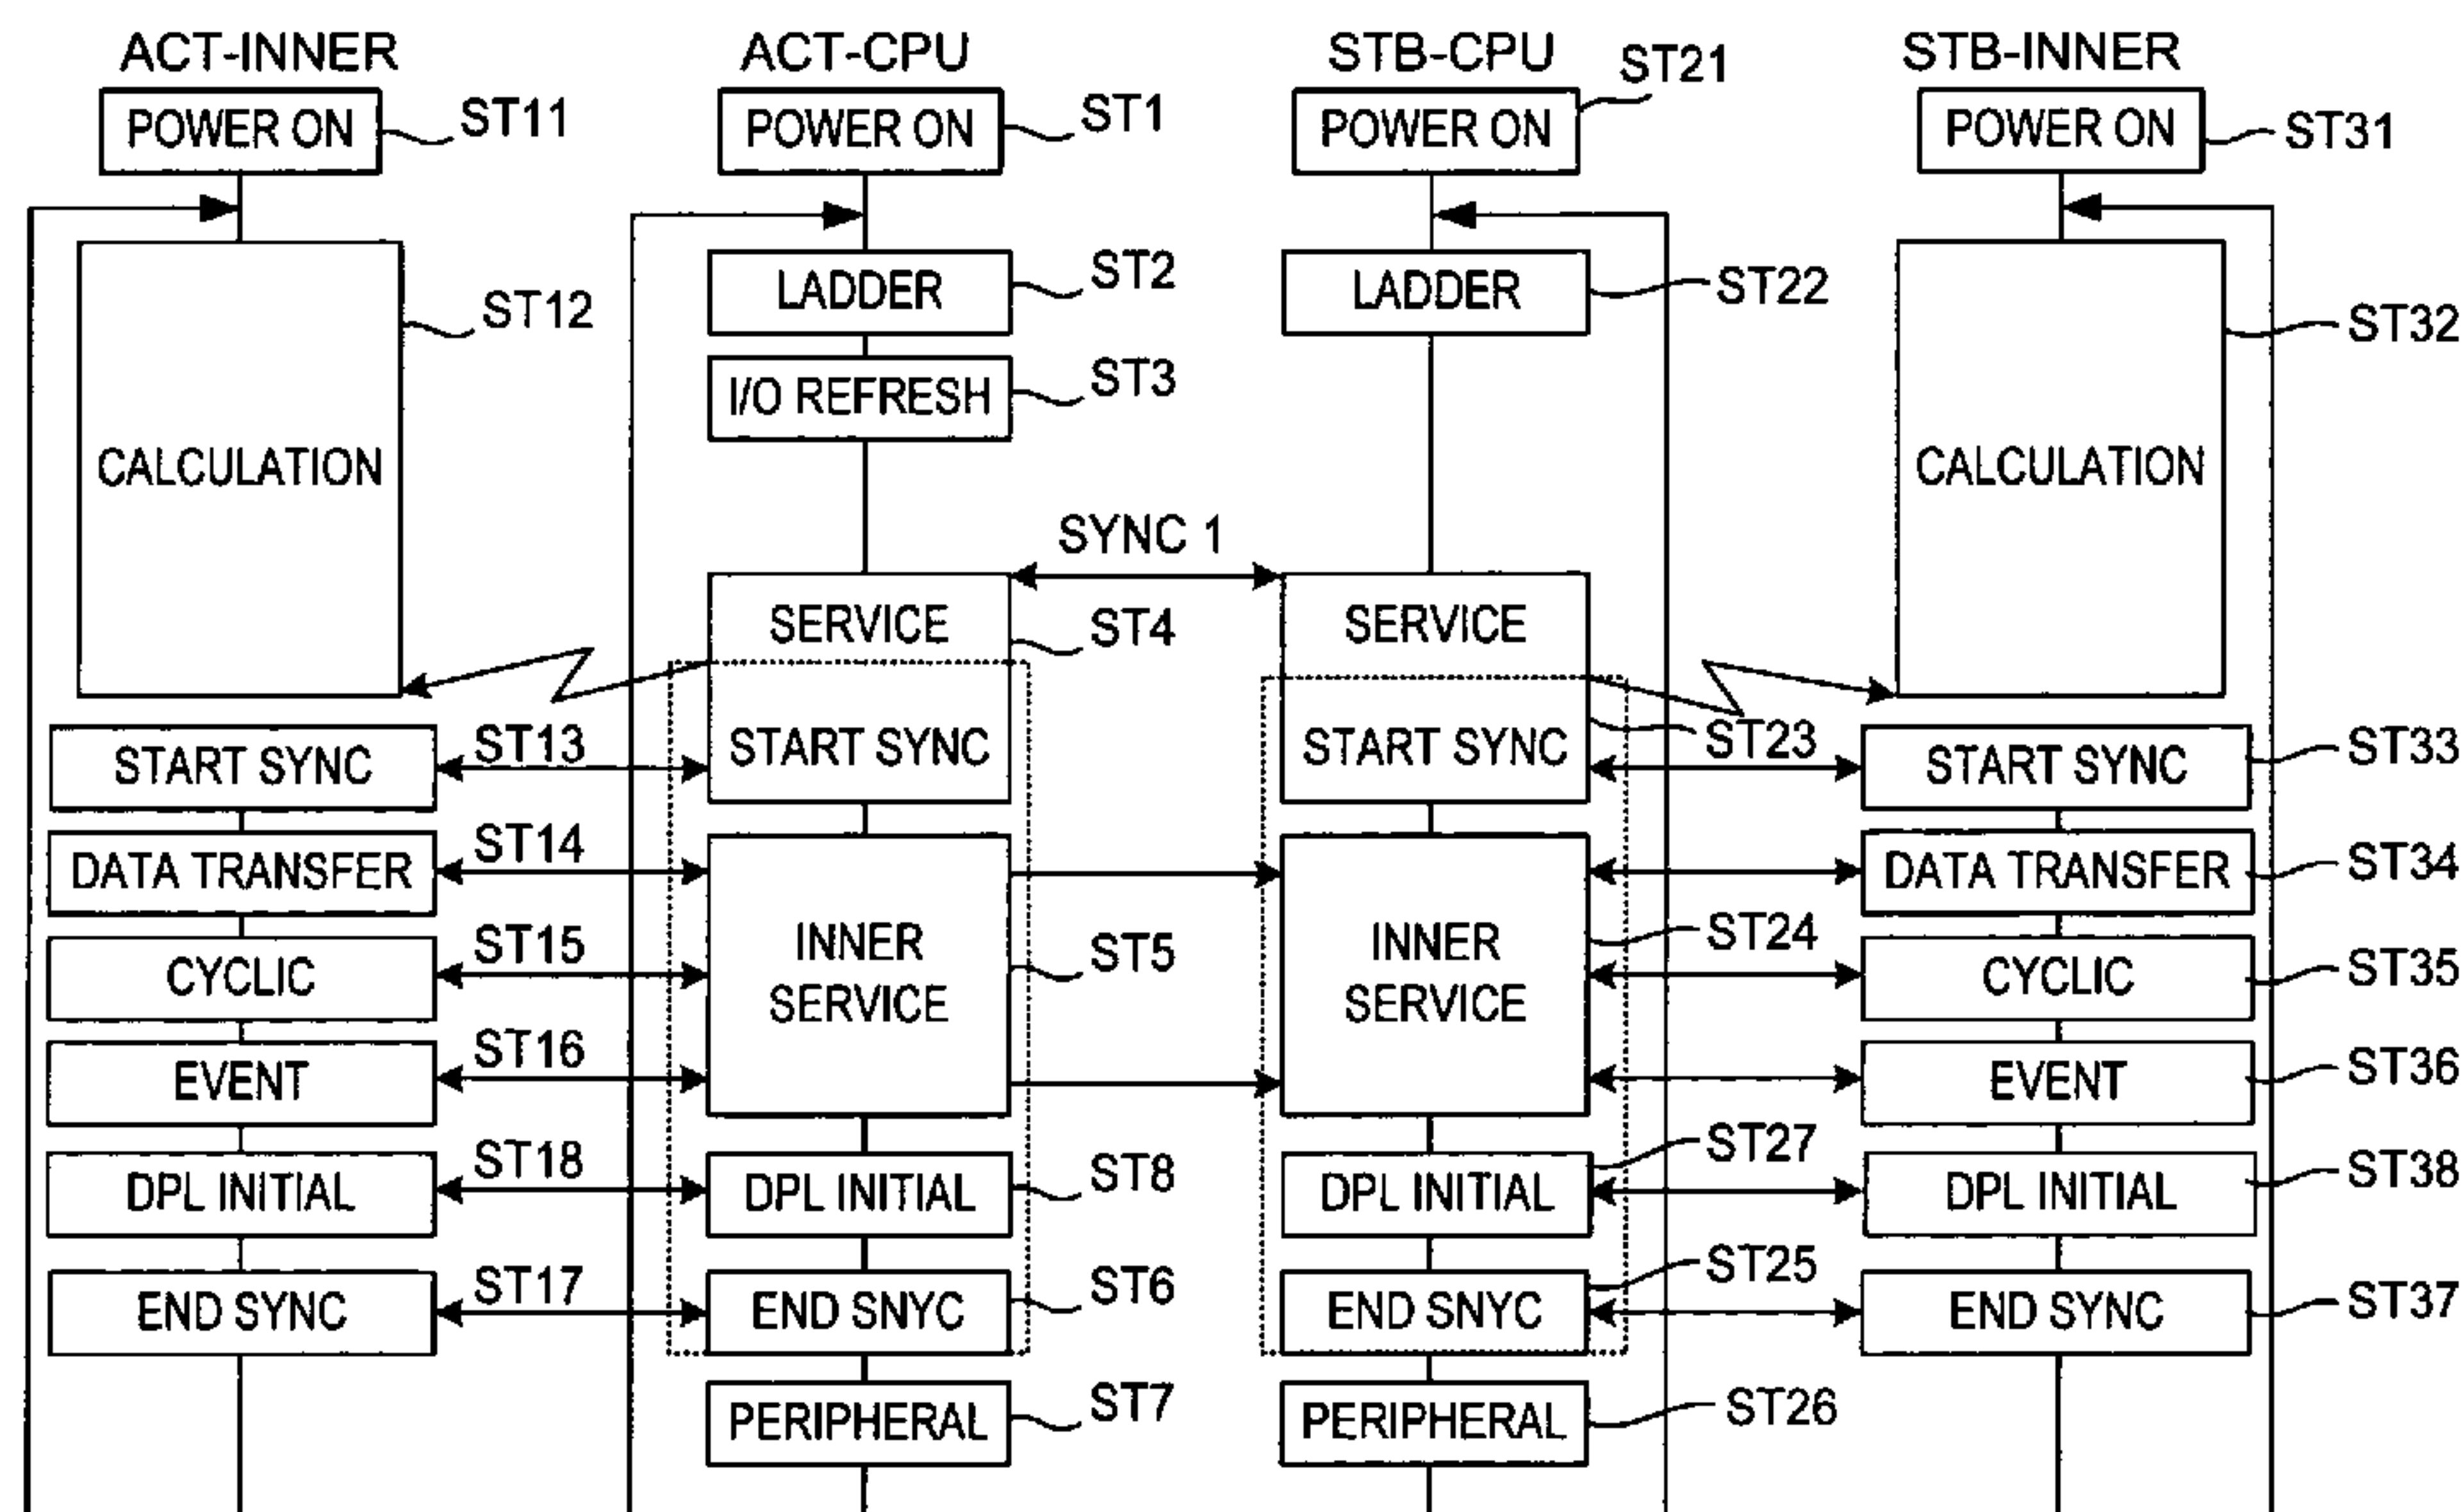 ACT-INNER ACT-CPU STB-CPU STB-INNER
POWER ON ST11 POWER ON ST1 POWER ON ST21 POWER ON ST31
LADDER ST2 LADDER ST22
CALCULATION ST12 I/O REFRESH ST3 CALCULATION ST32
SYNC 1
SERVICE ST4 SERVICE
START SYNC ST13 START SYNC START SYNC ST23 START SYNC ST33
DATA TRANSFER ST14 DATA TRANSFER ST34
CYCLIC ST15 INNER ST5 INNER ST24 CYCLIC ST35
SERVICE SERVICE
EVENT ST16 EVENT ST36
DPL INITIAL ST18 DPL INITIAL ST8 DPL INITIAL ST27 DPL INITIAL ST38
END SYNC ST17 END SNYC ST6 END SNYC ST25 END SYNC ST37
PERIPHERAL ST7 PERIPHERAL ST26